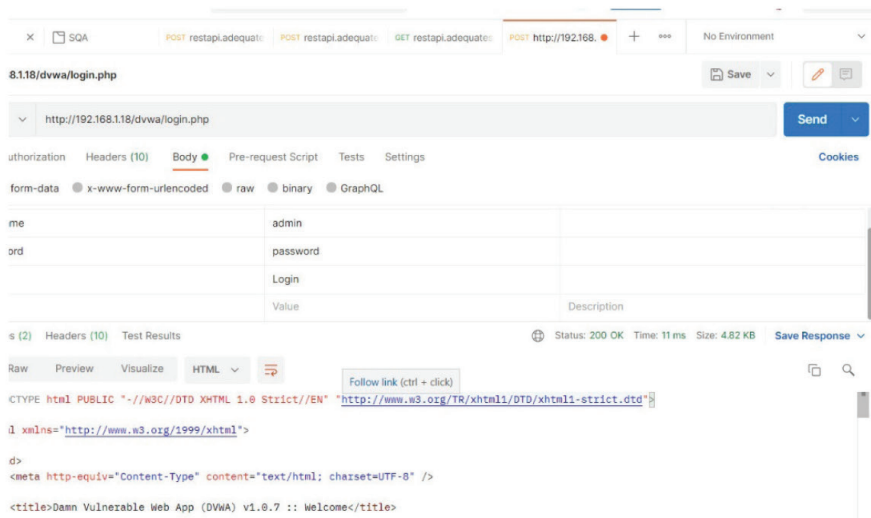 SQA POST restapi.adequate POST restapi.adequate GET restapi.adequates POST http://192.168. No Environment
8.1.18/dvwa/login.php Save
http://192.168.1.18/dvwa/login.php Send
uthorization Headers (10) Body Pre-request Script Tests Settings Cookies
form-data x-www-form-urlencoded raw binary GraphQL
me admin
ord password
Login
Value Description
s (2) Headers (10) Test Results Status: 200 OK Time: 11 ms Size: 4.82 KB Save Response
Raw Preview Visualize HTML
Follow link (ctrl + click)
CTYPE html PUBLIC "-//W3C//DTD XHTML 1.0 Strict//EN" "http://www.w3.org/TR/xhtml1/DTD/xhtml1-strict.dtd">
l xmlns="http://www.w3.org/1999/xhtml">
d>
<meta http-equiv="Content-Type" content="text/html; charset=UTF-8" />
<title>Damn Vulnerable Web App (DVWA) v1.0.7 :: Welcome</title>